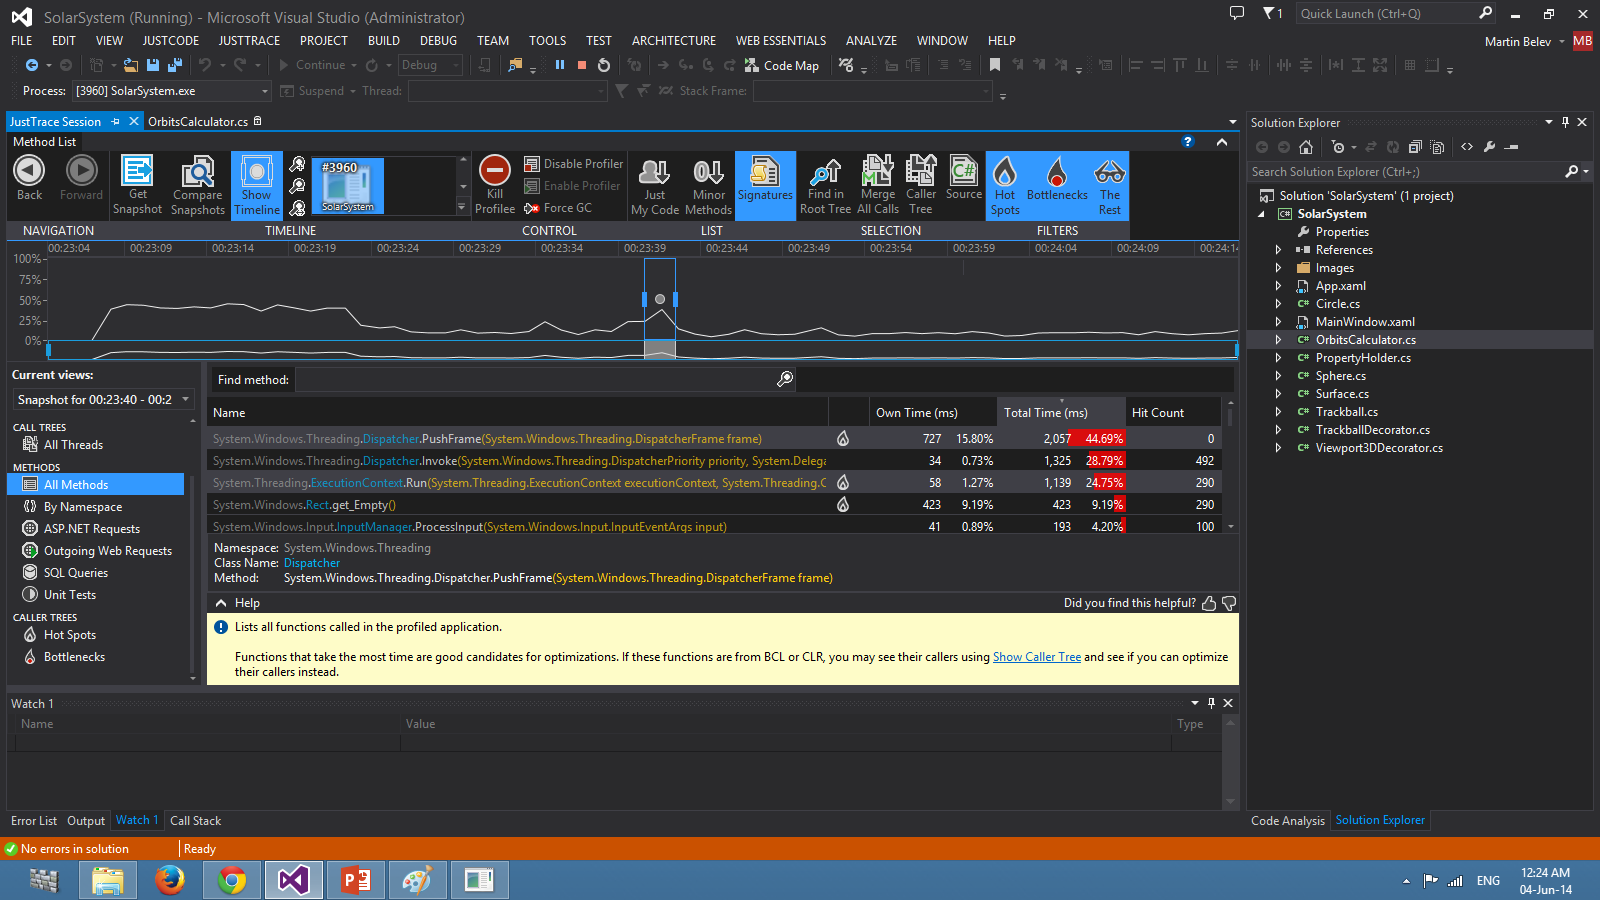 SolarSystem (Running) - Microsoft Visual Studio (Administrator)
1
Quick Launch (Ctrl+Q)
FILE EDIT VIEW JUSTCODE JUSTTRACE PROJECT BUILD DEBUG TEAM TOOLS TEST ARCHITECTURE WEB ESSENTIALS ANALYZE WINDOW HELP
Martin Belev MB
Continue Debug Code Map
Process: [3960] SolarSystem.exe Suspend Thread: Stack Frame:
JustTrace Session OrbitsCalculator.cs
Method List
Back
Forward
Get Snapshot
Compare Snapshots
Show Timeline
#3960
SolarSystem
Kill Profilee
Disable Profiler
Enable Profiler
Force GC
Just My Code
Minor Methods
Signatures
Find in Root Tree
Merge All Calls
Caller Tree
Source
Hot Spots
Bottlenecks
The Rest
NAVIGATION TIMELINE CONTROL LIST SELECTION FILTERS
00:23:04 00:23:09 00:23:14 00:23:19 00:23:24 00:23:29 00:23:34 00:23:39 00:23:44 00:23:49 00:23:54 00:23:59 00:24:04 00:24:09 00:24:14
100%
75%
50%
25%
0%
Current views:
Snapshot for 00:23:40 - 00:2
CALL TREES
All Threads
METHODS
All Methods
By Namespace
ASP.NET Requests
Outgoing Web Requests
SQL Queries
Unit Tests
CALLER TREES
Hot Spots
Bottlenecks
Find method:
Name Own Time (ms) Total Time (ms) Hit Count
System.Windows.Threading.Dispatcher.PushFrame(System.Windows.Threading.DispatcherFrame frame) 727 15.80% 2,057 44.69% 0
System.Windows.Threading.Dispatcher.Invoke(System.Windows.Threading.DispatcherPriority priority, System.Delega 34 0.73% 1,325 28.79% 492
System.Threading.ExecutionContext.Run(System.Threading.ExecutionContext executionContext, System.Threading.C 58 1.27% 1,139 24.75% 290
System.Windows.Rect.get_Empty() 423 9.19% 423 9.19% 290
System.Windows.Input.InputManager.ProcessInput(System.Windows.Input.InputEventArgs input) 41 0.89% 193 4.20% 100
Namespace: System.Windows.Threading
Class Name: Dispatcher
Method: System.Windows.Threading.Dispatcher.PushFrame(System.Windows.Threading.DispatcherFrame frame)
Help Did you find this helpful?
Lists all functions called in the profiled application.
Functions that take the most time are good candidates for optimizations. If these functions are from BCL or CLR, you may see their callers using Show Caller Tree and see if you can optimize
their callers instead.
Watch 1
Name Value Type
Error List Output Watch 1 Call Stack
Solution Explorer
Search Solution Explorer (Ctrl+;)
Solution 'SolarSystem' (1 project)
SolarSystem
Properties
References
Images
App.xaml
Circle.cs
MainWindow.xaml
OrbitsCalculator.cs
PropertyHolder.cs
Sphere.cs
Surface.cs
Trackball.cs
TrackballDecorator.cs
Viewport3DDecorator.cs
Code Analysis Solution Explorer
No errors in solution Ready
ENG
12:24 AM
04-Jun-14